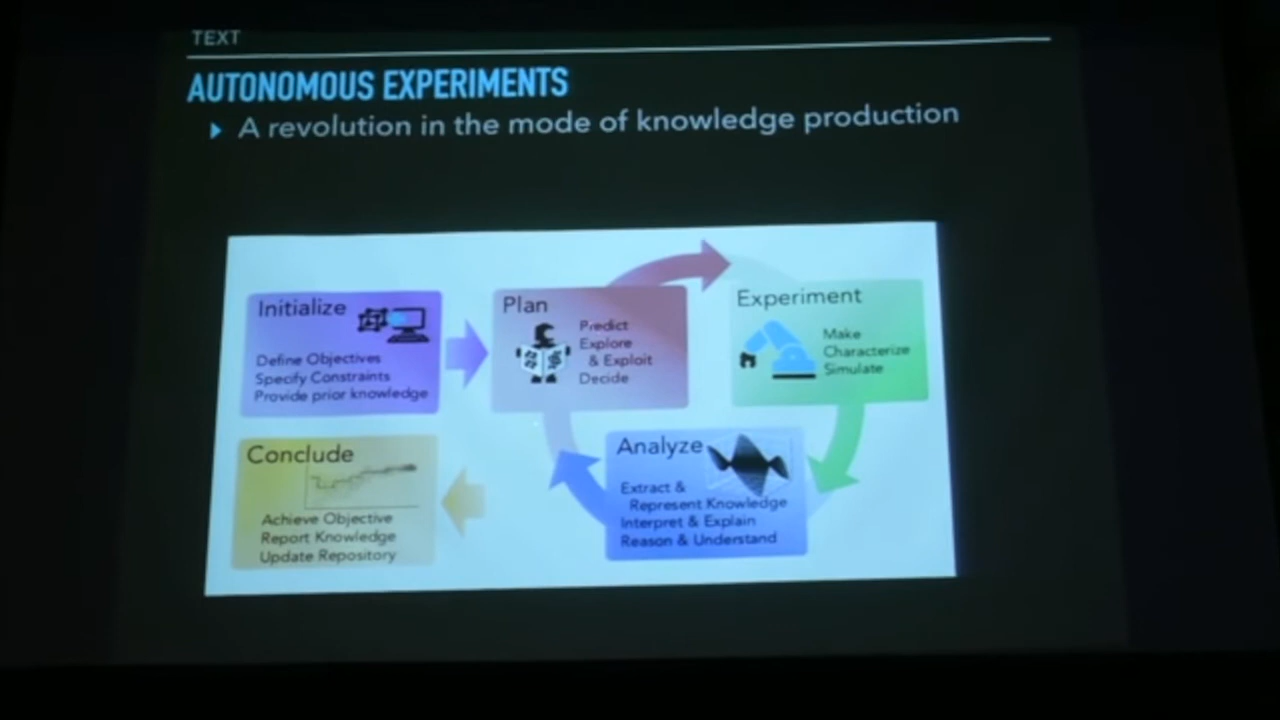 TEXT
AUTONOMOUS EXPERIMENTS
A revolution in the mode of knowledge production
Initialize
Define Objectives
Specify Constraints
Provide prior knowledge
Plan
Predict
Explore
& Exploit
Decide
Experiment
Make
Characterize
Simulate
Analyze
Extract &
Represent Knowledge
Interpret & Explain
Reason & Understand
Conclude
Achieve Objective
Report Knowledge
Update Repository